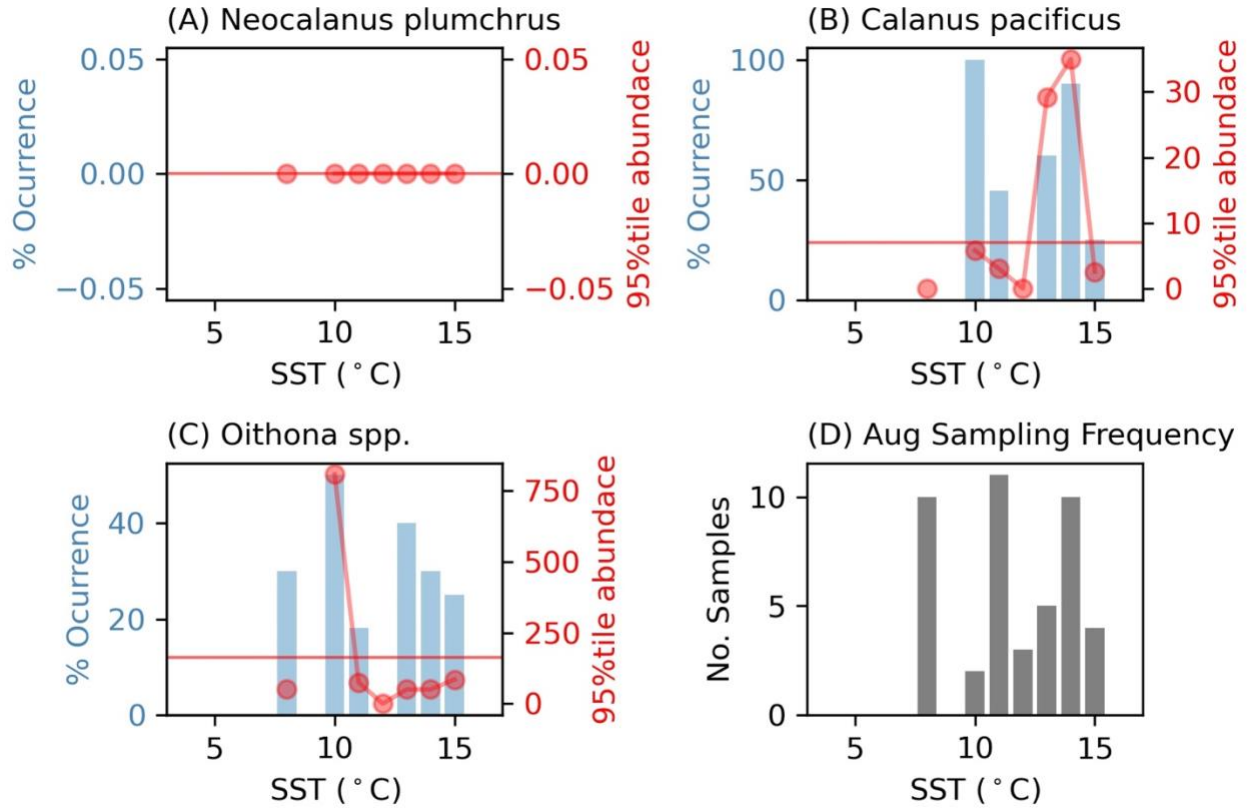 (A) Neocalanus plumchrus
0.05
0.00
−0.05
% Ocurrence
0.05
0.00
−0.05
95%tile abundace
5 10 15
SST (°C)
(B) Calanus pacificus
100
50
0
% Ocurrence
30
20
10
0
95%tile abundace
5 10 15
SST (°C)
(C) Oithona spp.
40
20
0
% Ocurrence
750
500
250
0
95%tile abundace
5 10 15
SST (°C)
(D) Aug Sampling Frequency
10
5
0
No. Samples
5 10 15
SST (°C)